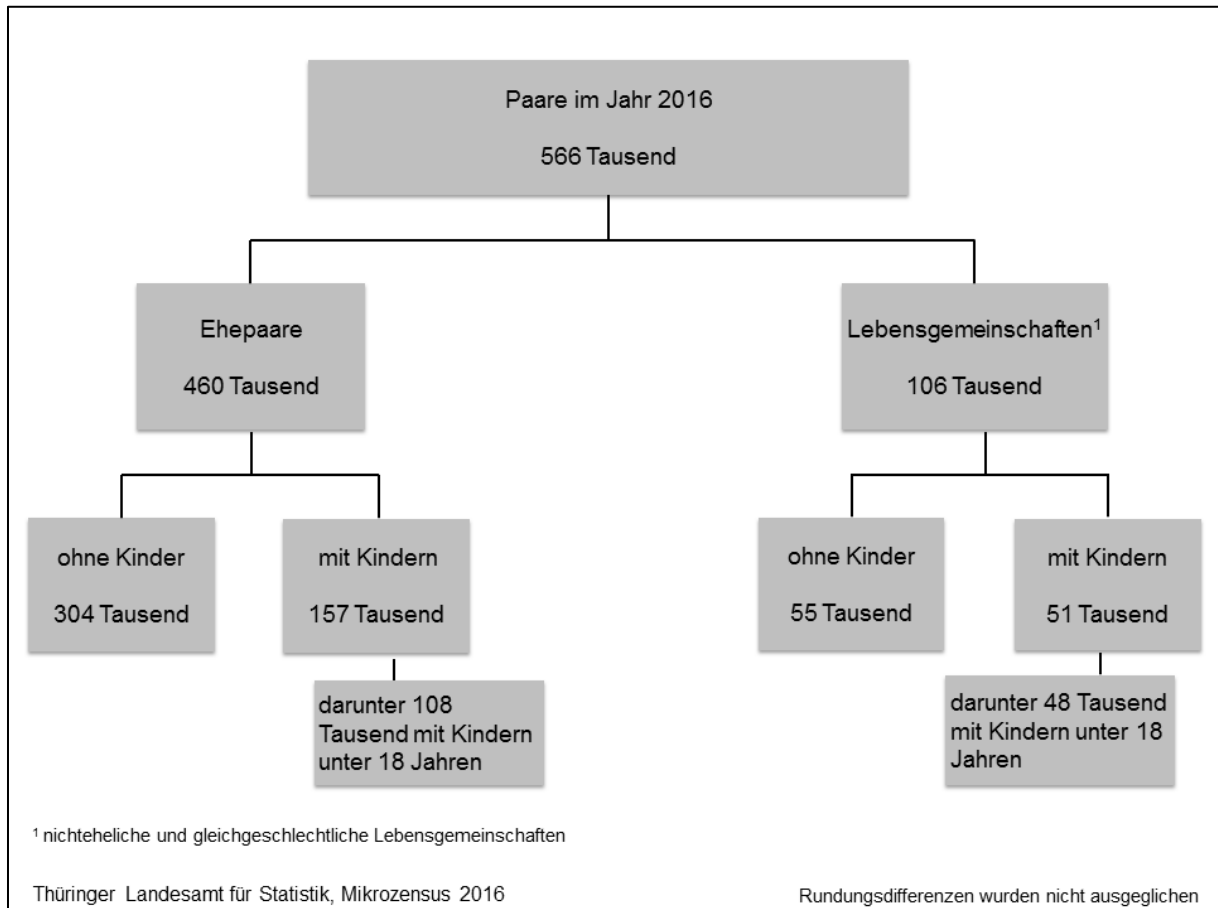 Paare im Jahr 2016
566 Tausend
Ehepaare
460 Tausend
Lebensgemeinschaften¹
106 Tausend
ohne Kinder
304 Tausend
mit Kindern
157 Tausend
ohne Kinder
55 Tausend
mit Kindern
51 Tausend
darunter 108
Tausend mit Kindern
unter 18 Jahren
darunter 48 Tausend
mit Kindern unter 18
Jahren
¹ nichteheliche und gleichgeschlechtliche Lebensgemeinschaften
Thüringer Landesamt für Statistik, Mikrozensus 2016
Rundungsdifferenzen wurden nicht ausgeglichen